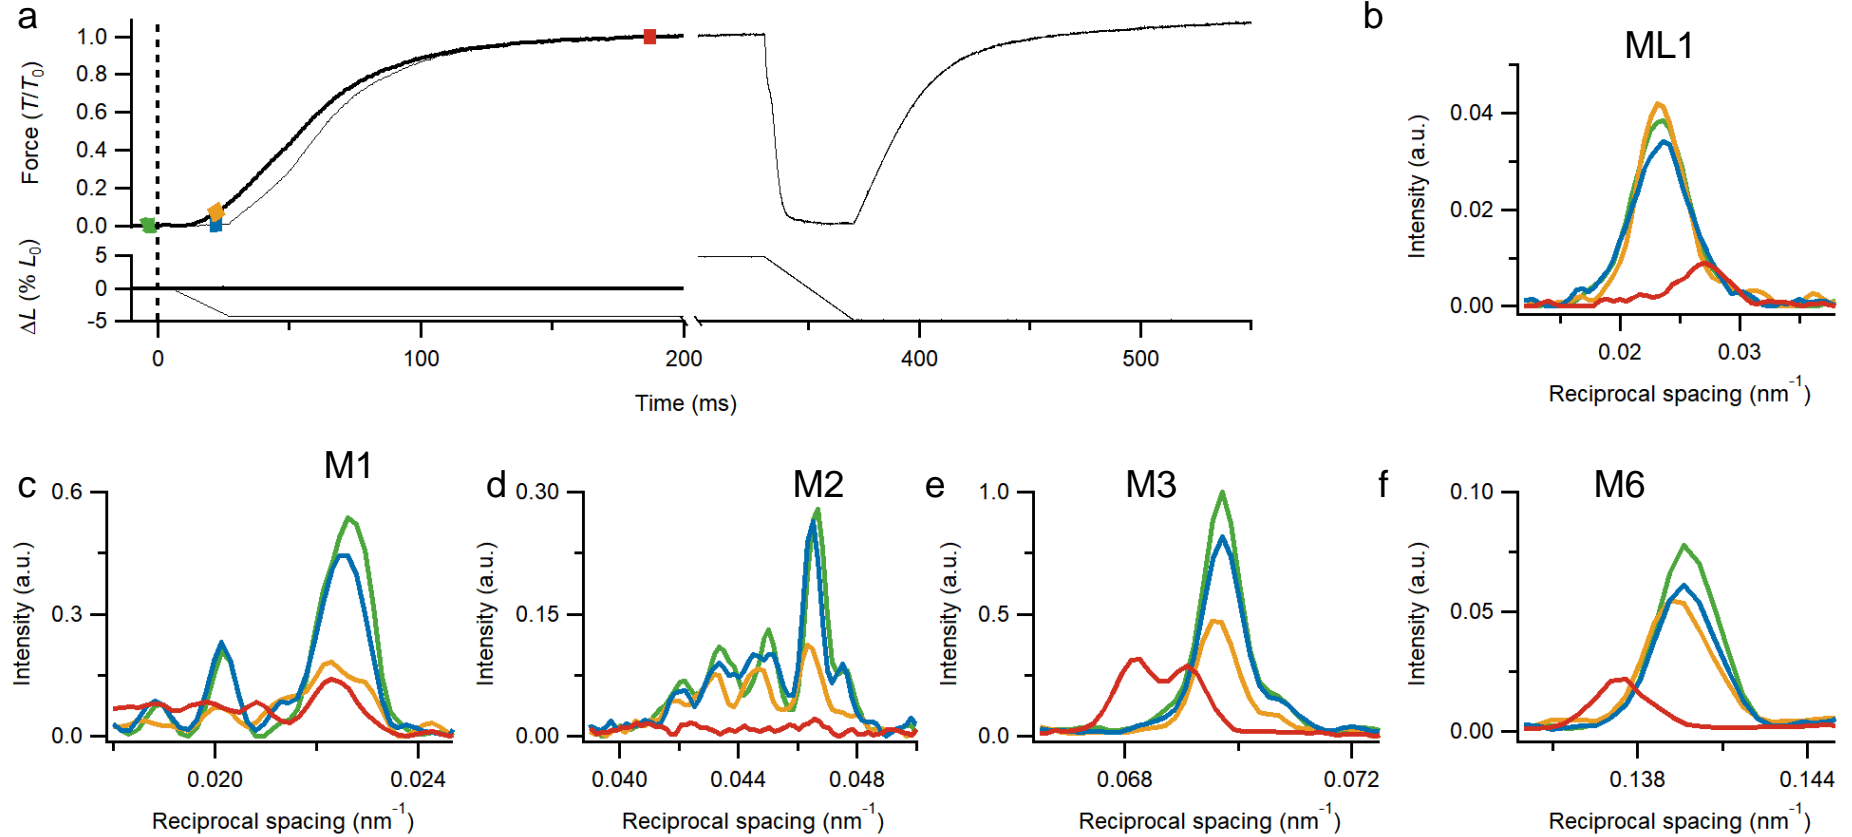 a
Force (T/T0)
1.0
0.8
0.6
0.4
0.2
0.0
ΔL (% L0)
5
0
-5
0
100
200
400
500
Time (ms)
b
ML1
Intensity (a.u.)
0.04
0.02
0.00
0.02
0.03
Reciprocal spacing (nm-1)
c
M1
Intensity (a.u.)
0.6
0.3
0.0
0.020
0.024
Reciprocal spacing (nm-1)
d
M2
Intensity (a.u.)
0.30
0.15
0.00
0.040
0.044
0.048
Reciprocal spacing (nm-1)
e
M3
Intensity (a.u.)
1.0
0.5
0.0
0.068
0.072
Reciprocal spacing (nm-1)
f
M6
Intensity (a.u.)
0.10
0.05
0.00
0.138
0.144
Reciprocal spacing (nm-1)